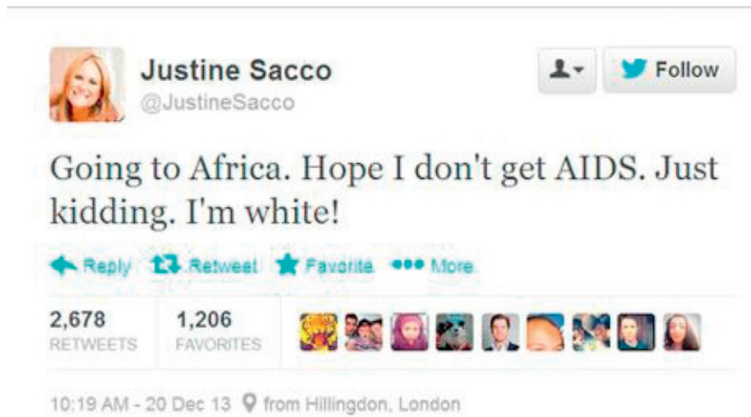 Justine Sacco
@JustineSacco
Follow
Going to Africa. Hope I don't get AIDS. Just
kidding. I'm white!
Reply Retweet Favorite More
2,678 1,206
RETWEETS FAVORITES
10:19 AM - 20 Dec 13 from Hillingdon, London